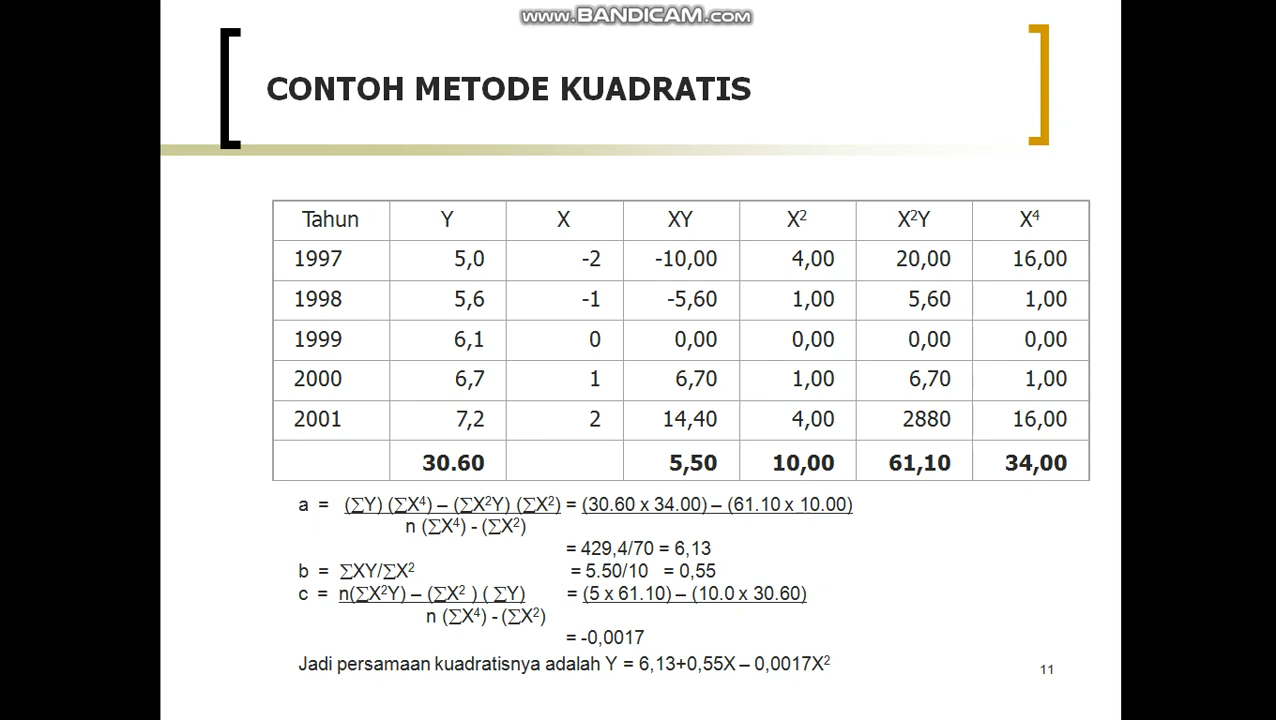 www.BANDICAM.com
CONTOH METODE KUADRATIS
Tahun Y X XY X² X²Y X⁴
1997 5,0 -2 -10,00 4,00 20,00 16,00
1998 5,6 -1 -5,60 1,00 5,60 1,00
1999 6,1 0 0,00 0,00 0,00 0,00
2000 6,7 1 6,70 1,00 6,70 1,00
2001 7,2 2 14,40 4,00 2880 16,00
30.60 5,50 10,00 61,10 34,00
a = (∑Y) (∑X⁴) – (∑X²Y) (∑X²) = (30.60 x 34.00) – (61.10 x 10.00)
n (∑X⁴) - (∑X²)
= 429,4/70 = 6,13
b = ∑XY/∑X² = 5.50/10 = 0,55
c = n(∑X²Y) – (∑X² ) ( ∑Y) = (5 x 61.10) – (10.0 x 30.60)
n (∑X⁴) - (∑X²)
= -0,0017
Jadi persamaan kuadratisnya adalah Y = 6,13+0,55X – 0,0017X²
11